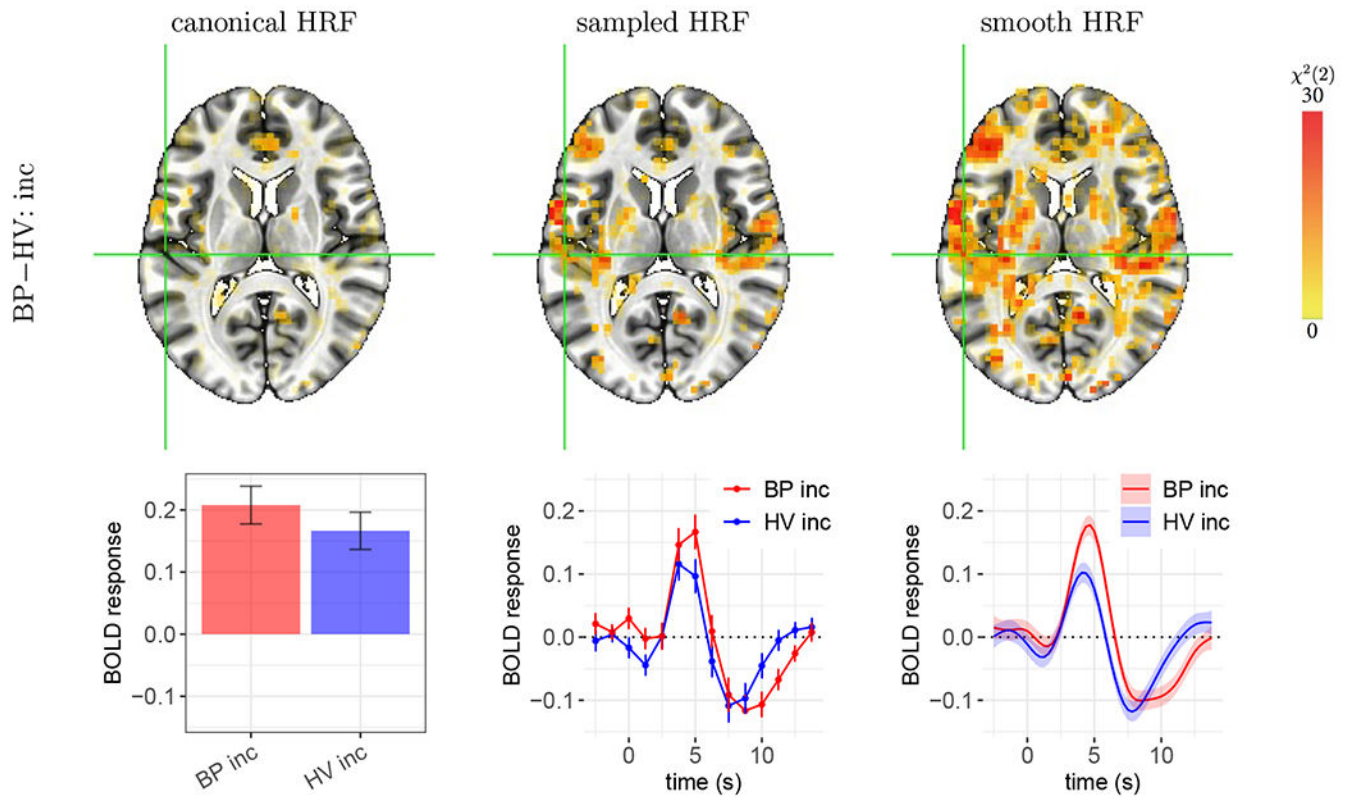 canonical HRF
sampled HRF
smooth HRF
χ²(2)
30
0
BP−HV: inc
BOLD response
0.2
0.1
0.0
−0.1
BP inc
HV inc
BOLD response
0.2
0.1
0.0
−0.1
BP inc
HV inc
0 5 10
time (s)
BOLD response
0.2
0.1
0.0
−0.1
BP inc
HV inc
0 5 10
time (s)